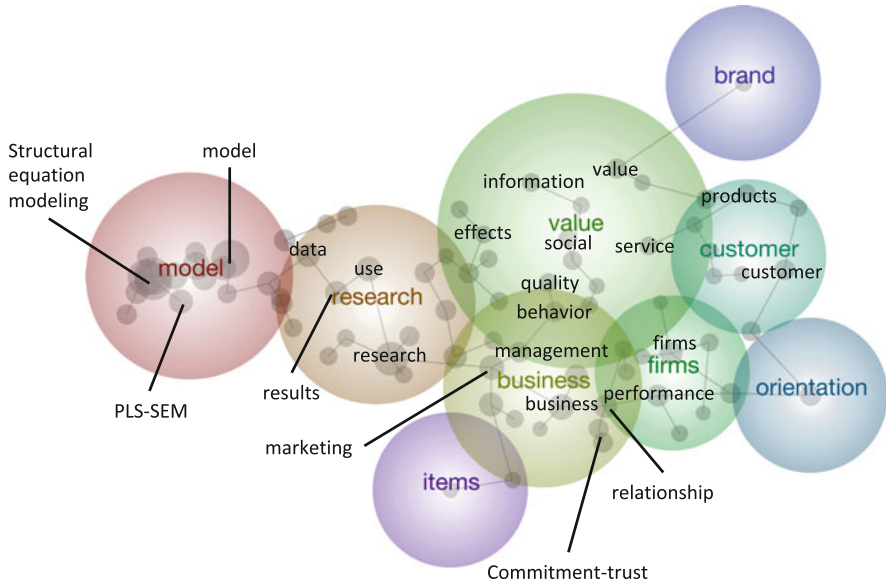 brand
Structural
equation
modeling
model
value
information
products
value
effects
social
service
customer
data
customer
model
use
quality
research
behavior
firms
management
research
firms
business
orientation
results
performance
business
PLS-SEM
marketing
items
relationship
Commitment-trust